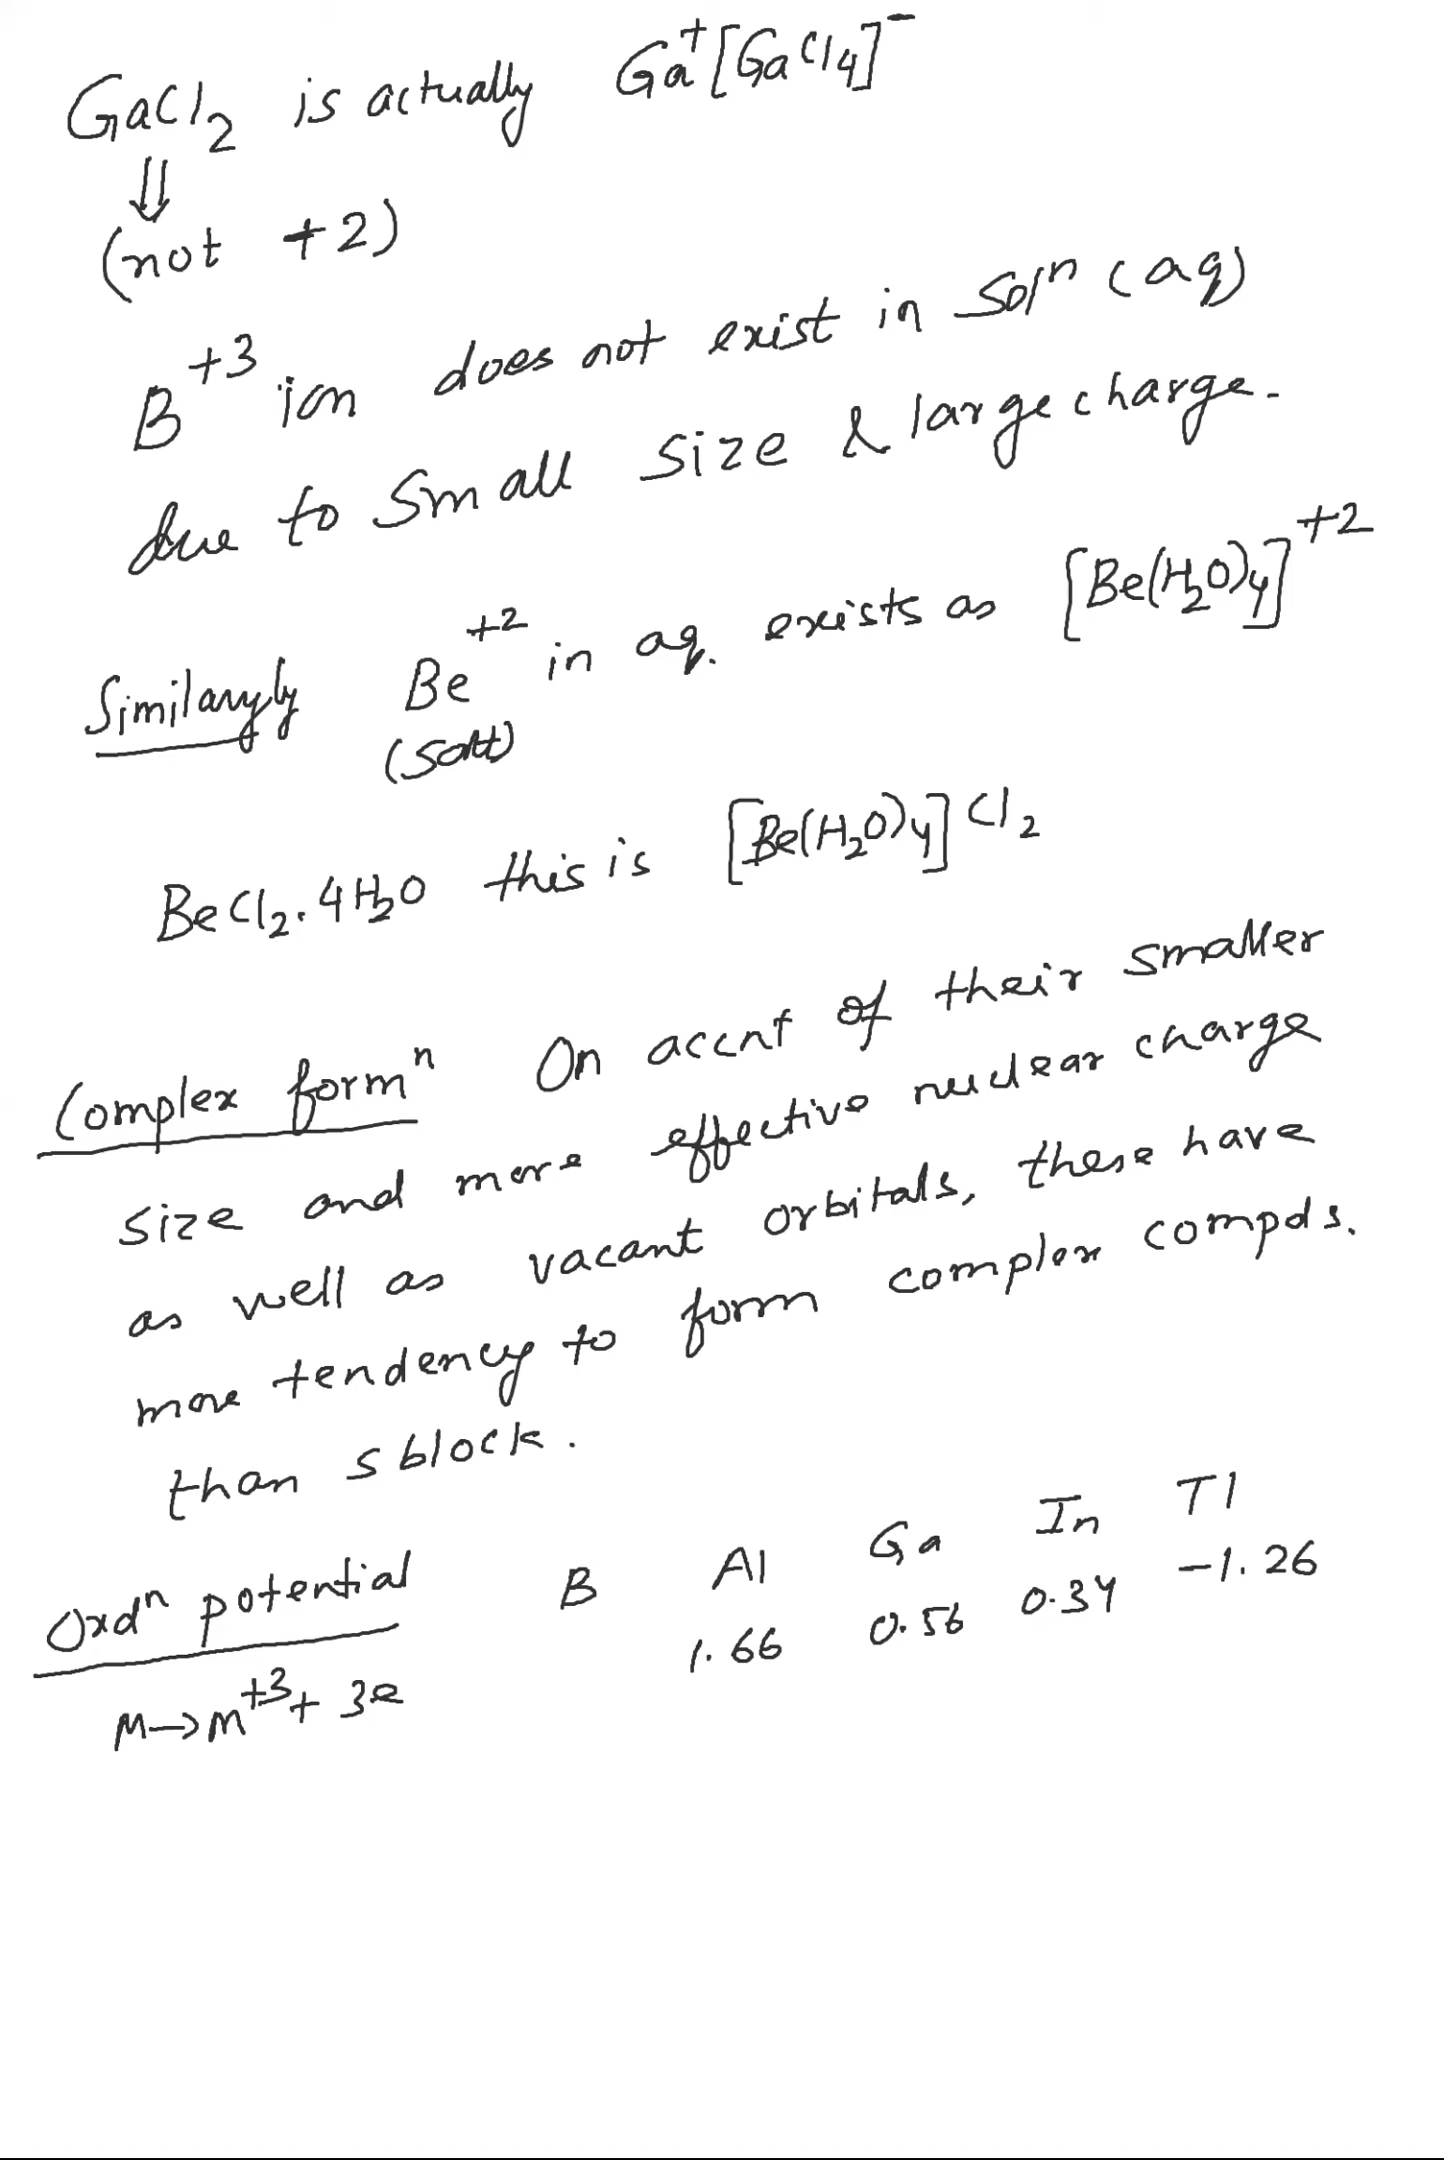 GaCl₂ is actually Ga⁺[GaCl₄]⁻
⇓
(not +2)
B⁺³ ion does not exist in solⁿ (aq)
due to small size & large charge.
Similarly Be⁺² in aq. exists as [Be(H₂O)₄]⁺²
(salt)
BeCl₂.4H₂O this is [Be(H₂O)₄]Cl₂
Complex formⁿ On accnt of their smaller
size and more effective nuclear charge
as well as vacant orbitals, these have
more tendency to form complex compds.
than s block.
Oxdⁿ potential B Al Ga In Tl
M→M⁺³+3e 1.66 0.56 0.34 -1.26